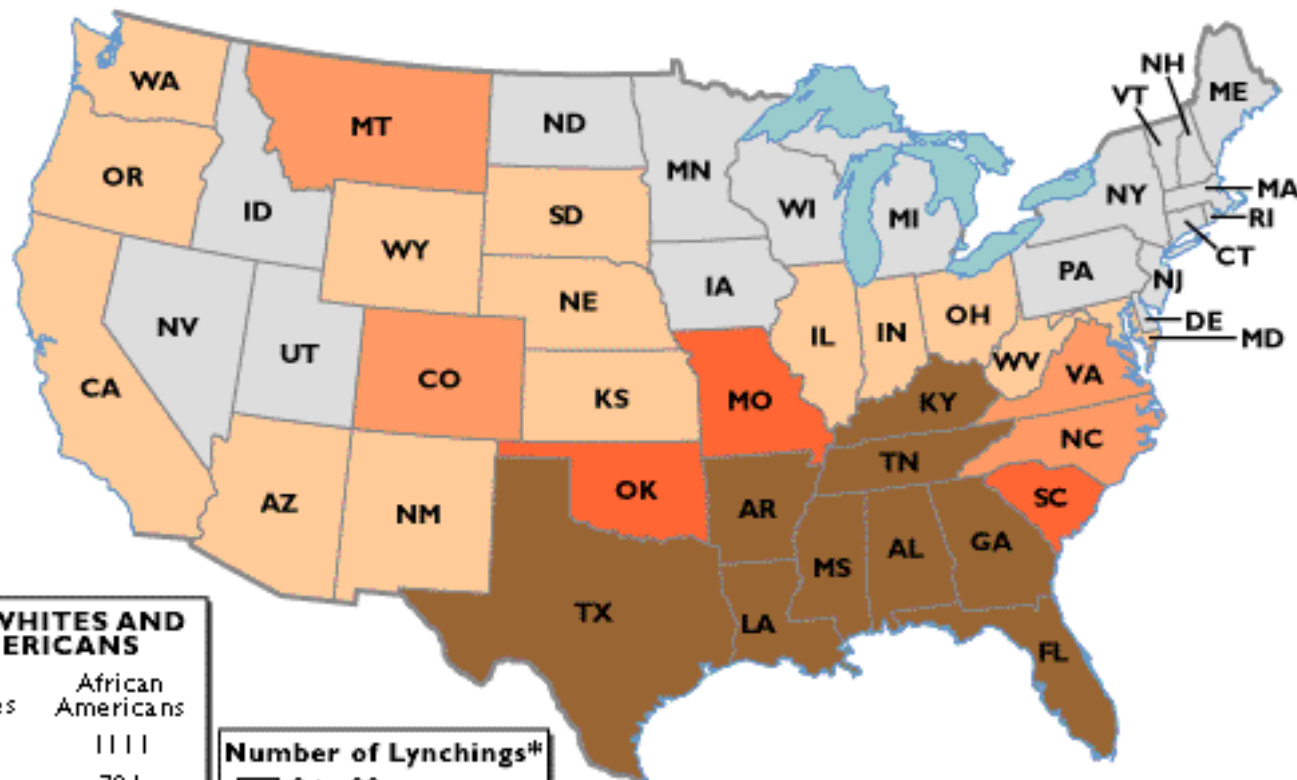 WA
MT
ND
MN
OR
ID
WY
SD
WI
MI
NY
VT
NH
ME
MA
RI
CT
NV
UT
CO
NE
IA
IL
IN
OH
PA
NJ
DE
MD
WV
VA
CA
KS
MO
KY
NC
AZ
NM
OK
AR
TN
SC
TX
LA
MS
AL
GA
FL
WHITES AND
ERICANS
African
es Americans
1111
Number of Lynchings*